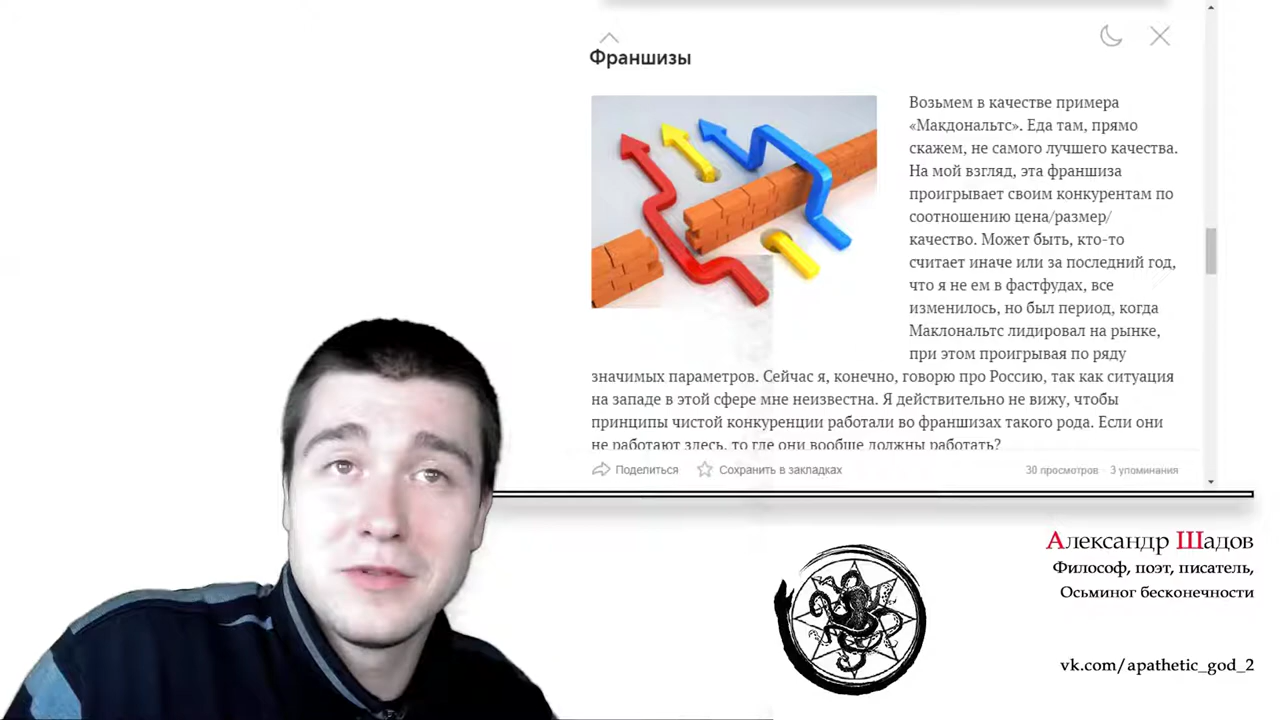 Франшизы
Возьмем в качестве примера
«Макдональтс». Еда там, прямо
скажем, не самого лучшего качества.
На мой взгляд, эта франшиза
проигрывает своим конкурентам по
соотношению цена/размер/
качество. Может быть, кто-то
считает иначе или за последний год,
что я не ем в фастфудах, все
изменилось, но был период, когда
Маклональтс лидировал на рынке,
при этом проигрывая по ряду
значимых параметров. Сейчас я, конечно, говорю про Россию, так как ситуация
на западе в этой сфере мне неизвестна. Я действительно не вижу, чтобы
принципы чистой конкуренции работали во франшизах такого рода. Если они
не работают здесь, то где они вообще должны работать?
Поделиться
Сохранить в закладках
30 просмотров · 3 упоминания
Александр Шадов
Философ, поэт, писатель,
Осьминог бесконечности
vk.com/apathetic_god_2